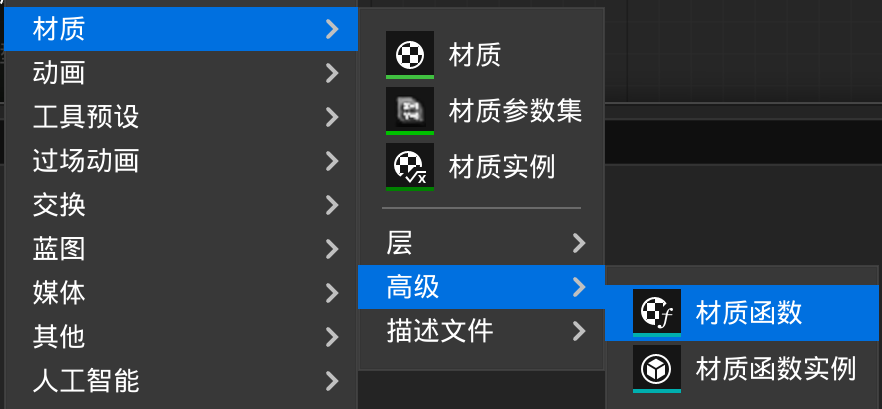 材质
动画
工具预设
过场动画
交换
蓝图
媒体
其他
人工智能
材质
材质参数集
材质实例
层
高级
描述文件
材质函数
材质函数实例